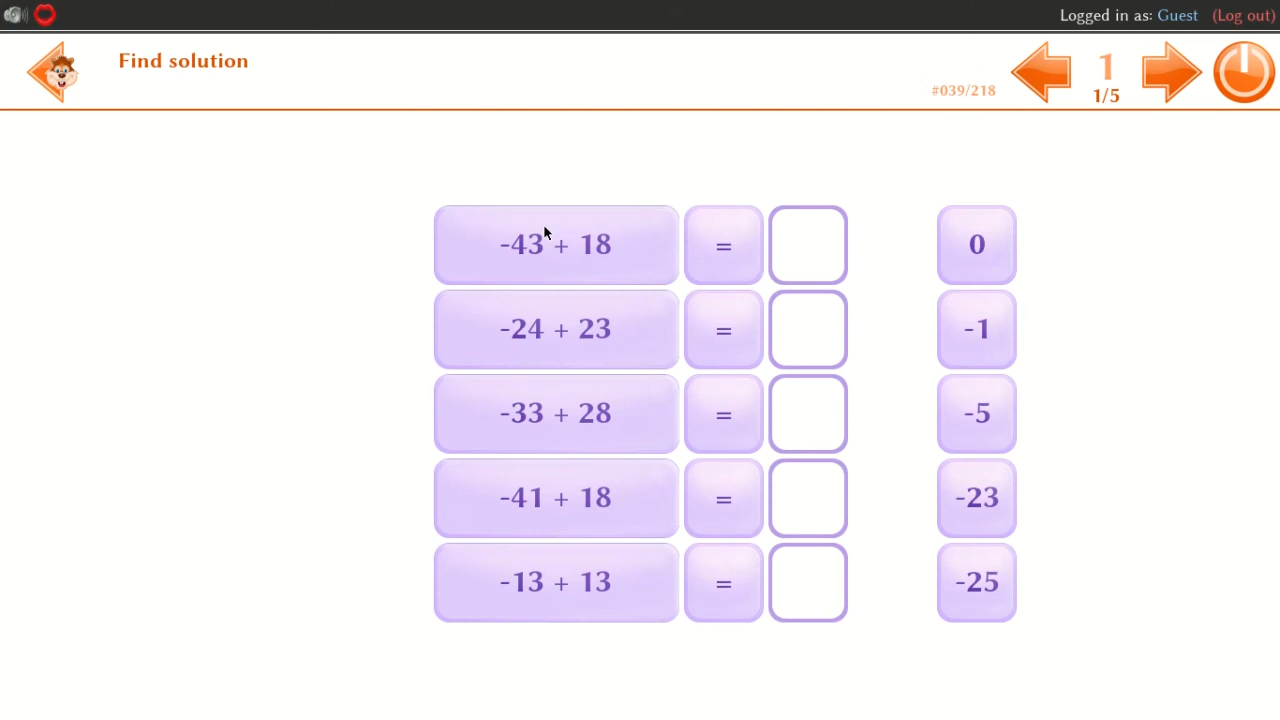 Logged in as: Guest (Log out)
Find solution
#039/218
1
1/5
-43 + 18 = 0
-24 + 23 = -1
-33 + 28 = -5
-41 + 18 = -23
-13 + 13 = -25